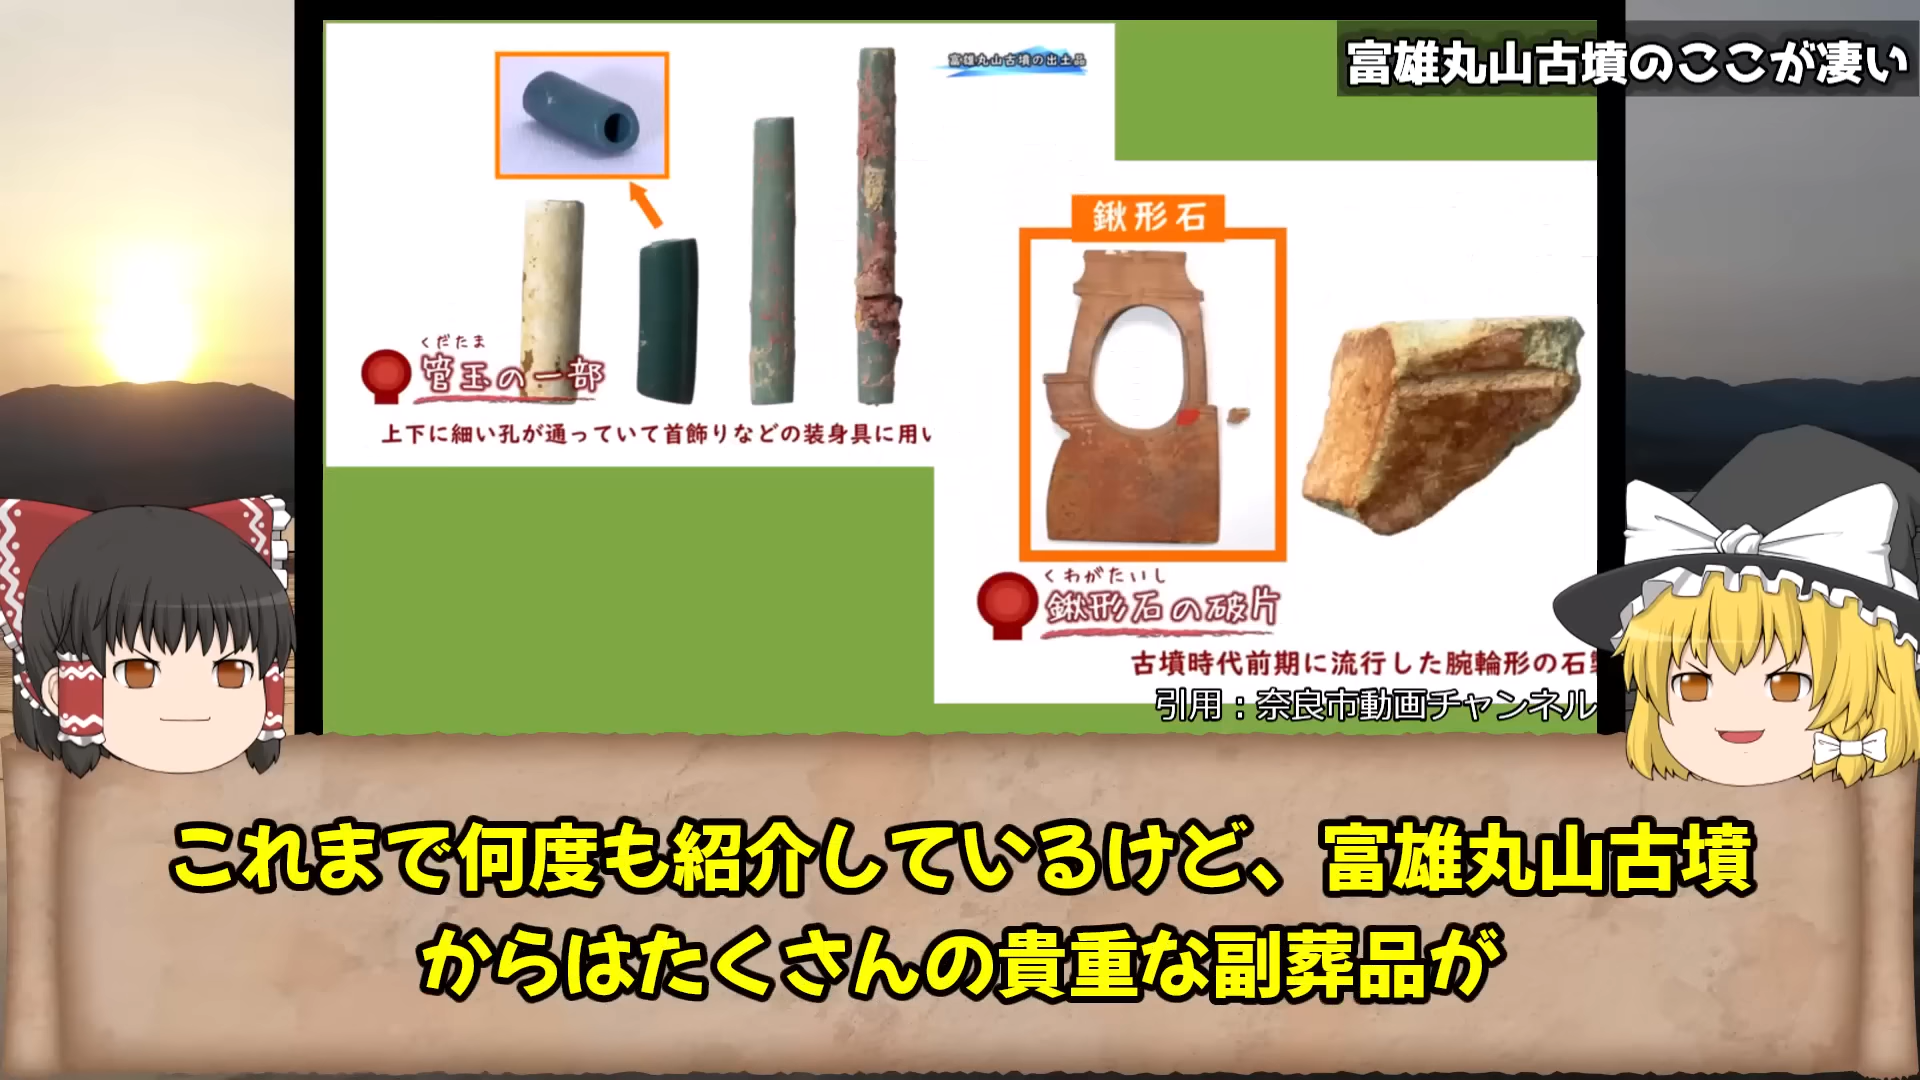 富雄丸山古墳のここが凄い
富雄丸山古墳の出土品
くだたま
管玉の一部
上下に細い孔が通っていて首飾りなどの装身具に用い
鍬形石
くわがたいし
鍬形石の破片
古墳時代前期に流行した腕輪形の石
引用：奈良市動画チャンネル
これまで何度も紹介しているけど、富雄丸山古墳
からはたくさんの貴重な副葬品が